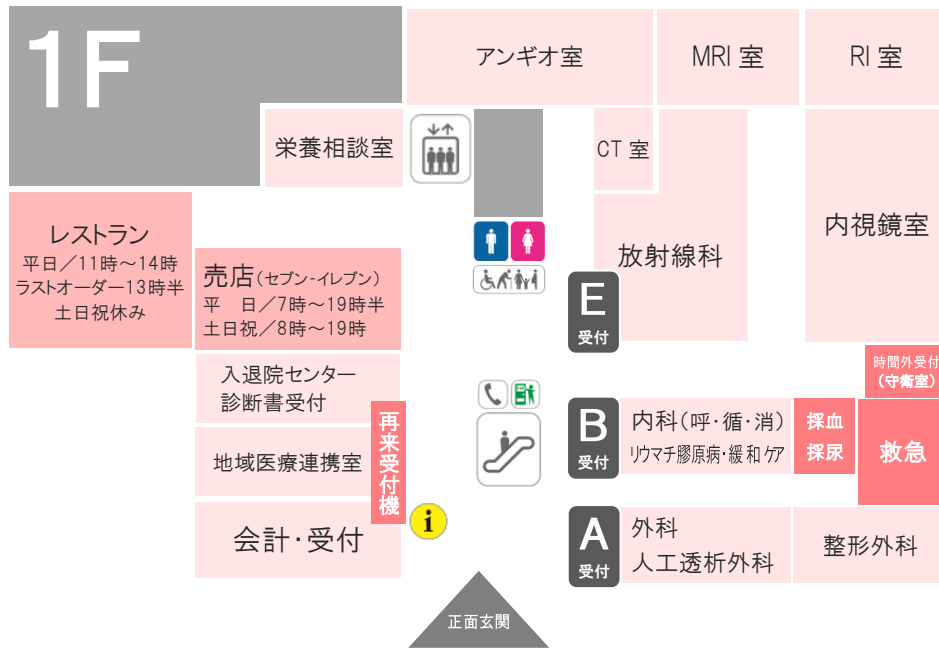 1F
アンギオ室
MRI 室
RI 室
栄養相談室
CT 室
レストラン
平日／11時～14時
ラストオーダー13時半
土日祝休み
売店(セブン-イレブン)
平　日／7時～19時半
土日祝／8時～19時
放射線科
内視鏡室
E
受付
時間外受付
(守衛室)
入退院センター
診断書受付
再来受付機
地域医療連携室
会計・受付
i
B
受付
内科(呼・循・消)
リウマチ膠原病・緩和ケア
採血
採尿
救急
A
受付
外科
人工透析外科
整形外科
正面玄関